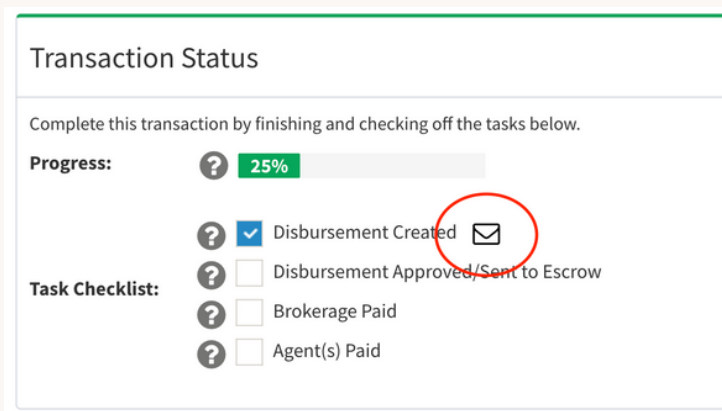 Transaction Status
Complete this transaction by finishing and checking off the tasks below.
Progress:
25%
Task Checklist:
Disbursement Created
Disbursement Approved/Sent to Escrow
Brokerage Paid
Agent(s) Paid